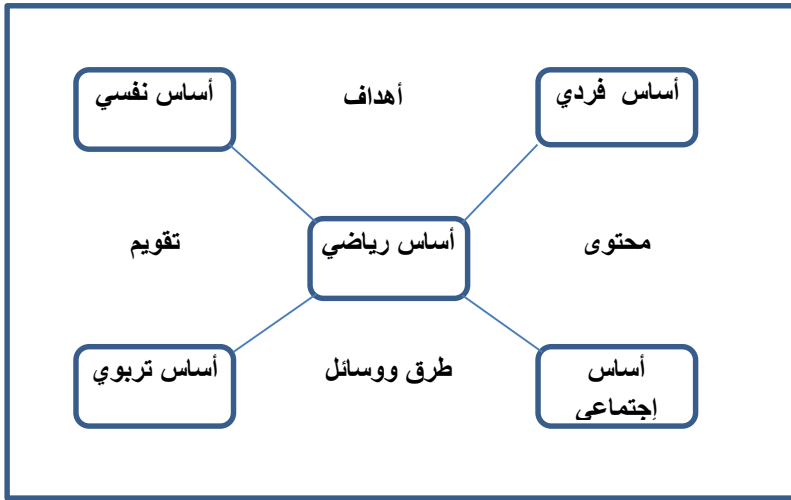 أساس فردي
أهداف
أساس نفسي
محتوى
أساس رياضي
تقويم
أساس
إجتماعي
طرق ووسائل
أساس تربوي